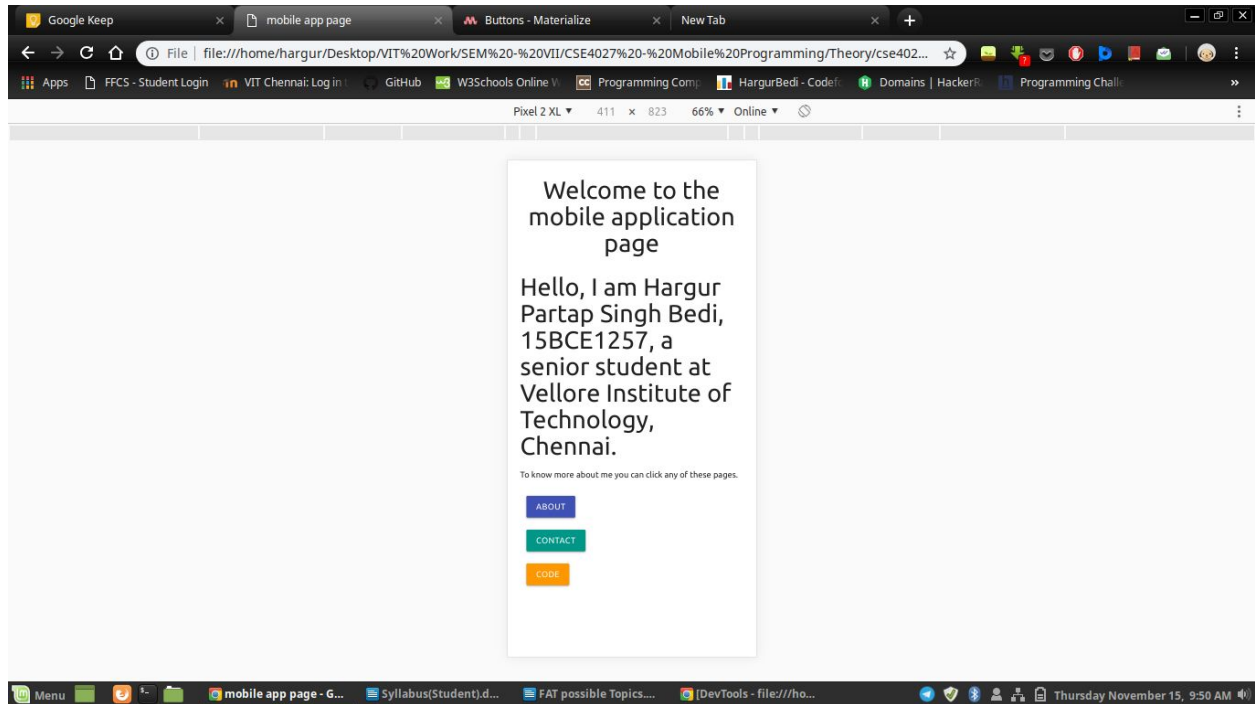 Google Keep
mobile app page
Buttons - Materialize
New Tab
File | file:///home/hargur/Desktop/VIT%20Work/SEM%20-%20VII/CSE4027%20-%20Mobile%20Programming/Theory/cse402...
Apps FFCS - Student Login VIT Chennai: Log in GitHub W3Schools Online Programming Comp HargurBedi - Codef Domains | HackerR Programming Chall »
Pixel 2 XL ▼ 411 × 823 66% ▼ Online ▼
Welcome to the
mobile application
page
Hello, I am Hargur
Partap Singh Bedi,
15BCE1257, a
senior student at
Vellore Institute of
Technology,
Chennai.
To know more about me you can click any of these pages.
ABOUT
CONTACT
CODE
Menu mobile app page - G... Syllabus(Student).d... FAT possible Topics.... [DevTools - file:///ho... Thursday November 15, 9:50 AM